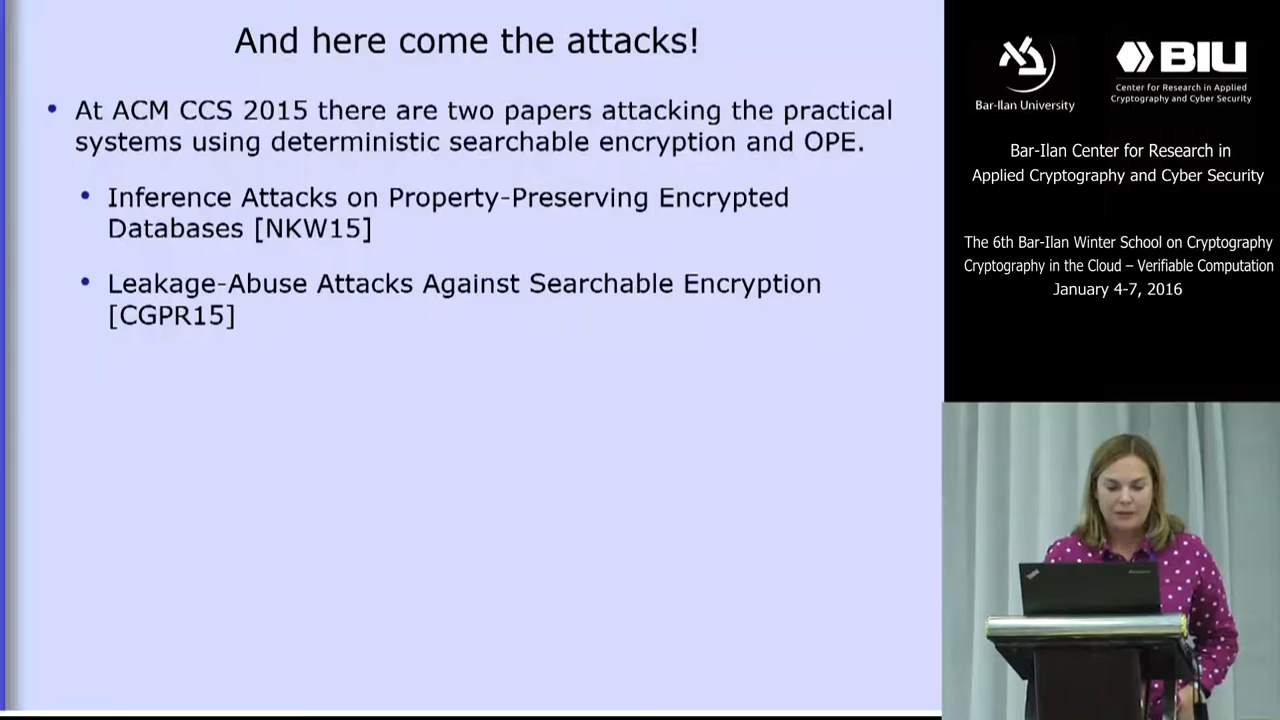 And here come the attacks!
• At ACM CCS 2015 there are two papers attacking the practical
systems using deterministic searchable encryption and OPE.
• Inference Attacks on Property-Preserving Encrypted
Databases [NKW15]
• Leakage-Abuse Attacks Against Searchable Encryption
[CGPR15]
Bar-Ilan University
BIU
Center for Research in Applied
Cryptography and Cyber Security
Bar-Ilan Center for Research in
Applied Cryptography and Cyber Security
The 6th Bar-Ilan Winter School on Cryptography
Cryptography in the Cloud – Verifiable Computation
January 4-7, 2016